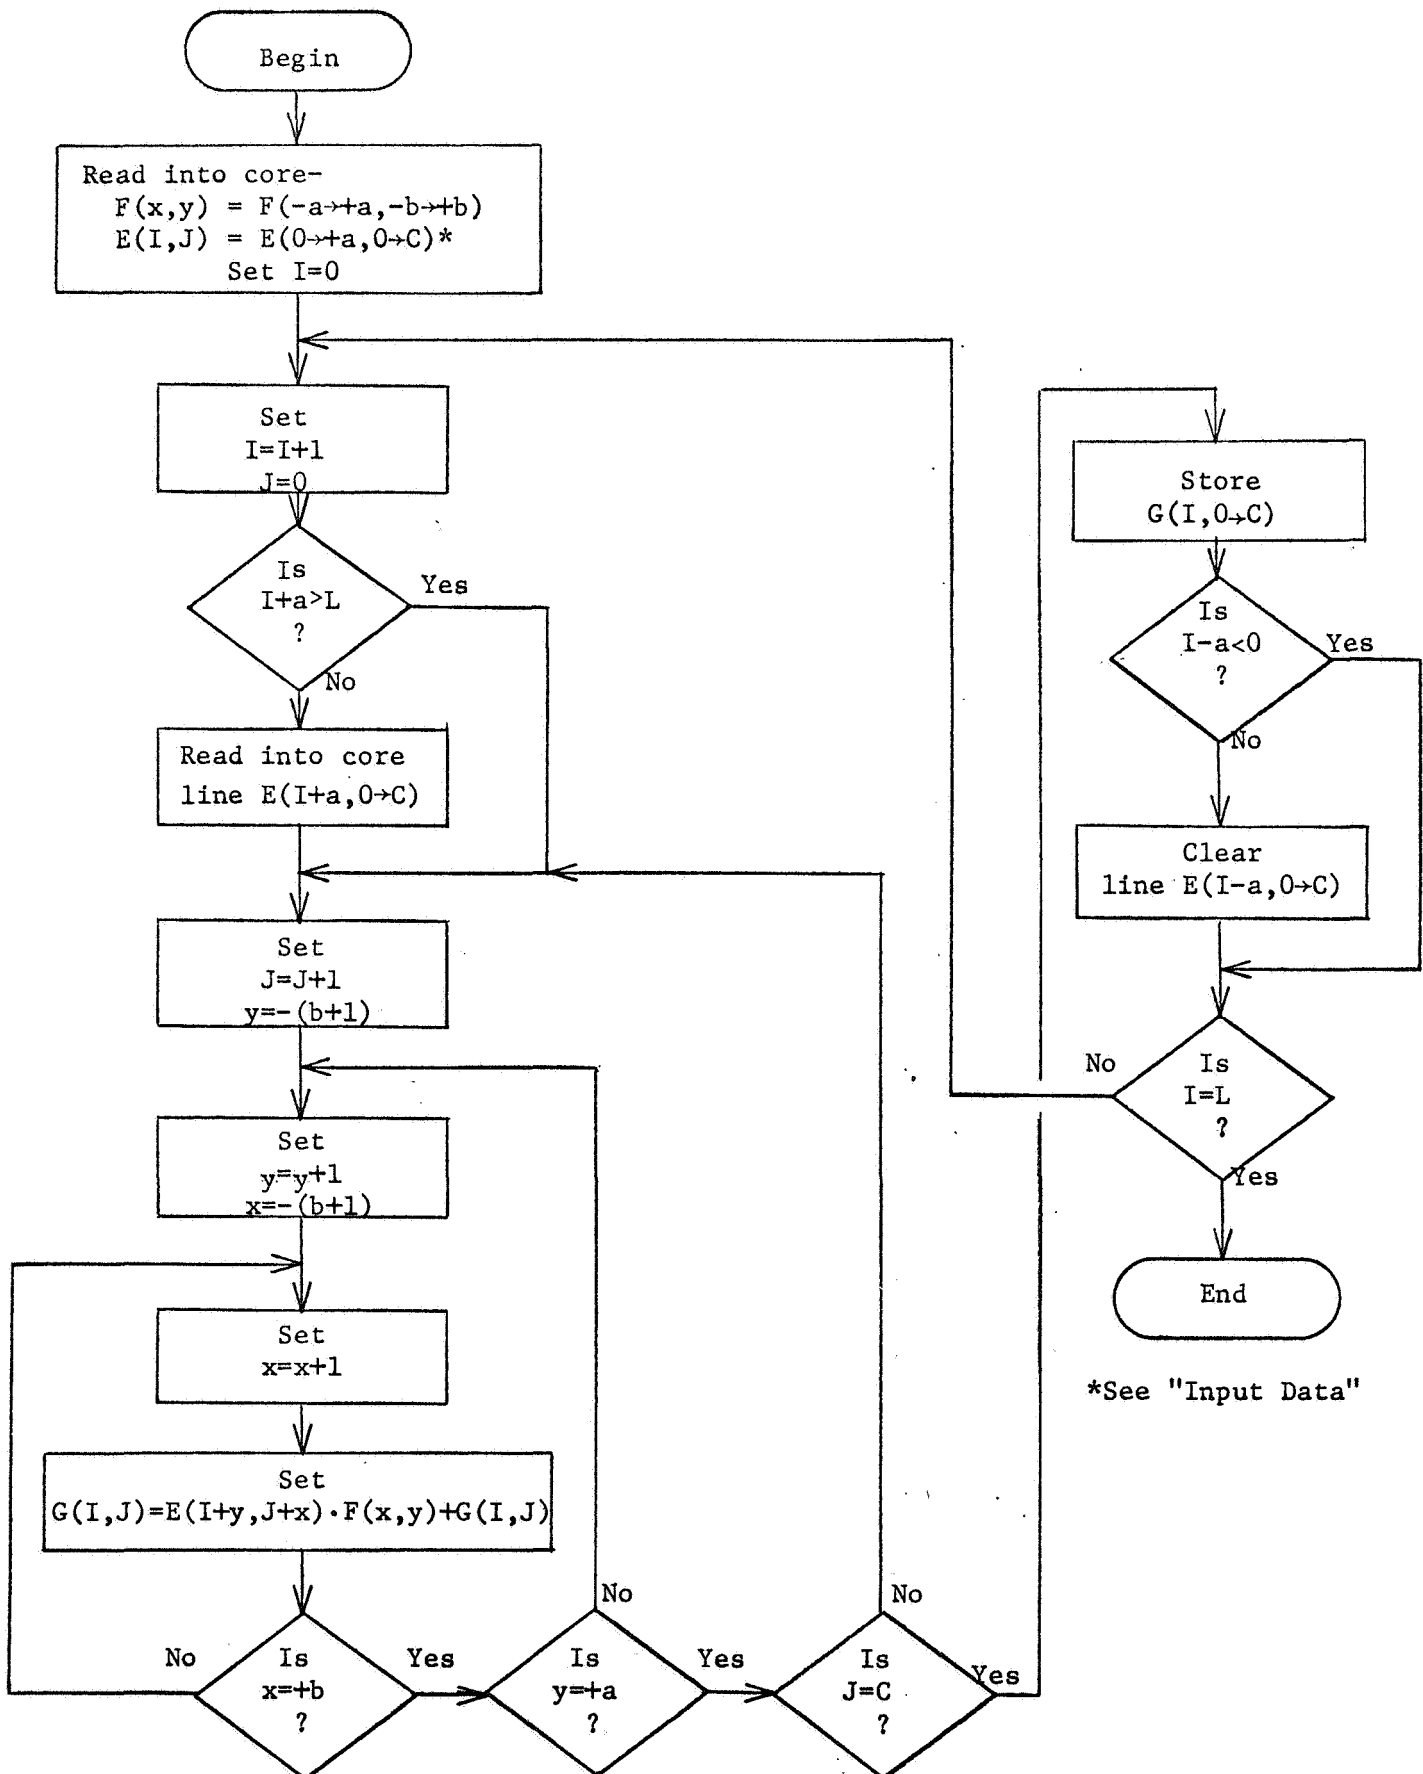 Begin
Read into core-
F(x,y) = F(-a→+a,-b→+b)
E(I,J) = E(0→+a,0→C)*
Set I=0
Set
I=I+1
J=0
Is
I+a>L
?
Yes
No
Read into core
line E(I+a,0→C)
Set
J=J+1
y=-(b+1)
Set
y=y+1
x=-(b+1)
Set
x=x+1
Set
G(I,J)=E(I+y,J+x)·F(x,y)+G(I,J)
No
Is
x=+b
?
Yes
No
Is
y=+a
?
Yes
No
Is
J=C
?
Yes
Store
G(I,0→C)
Is
I-a<0
?
Yes
No
Clear
line E(I-a,0→C)
No
Is
I=L
?
Yes
End
*See "Input Data"